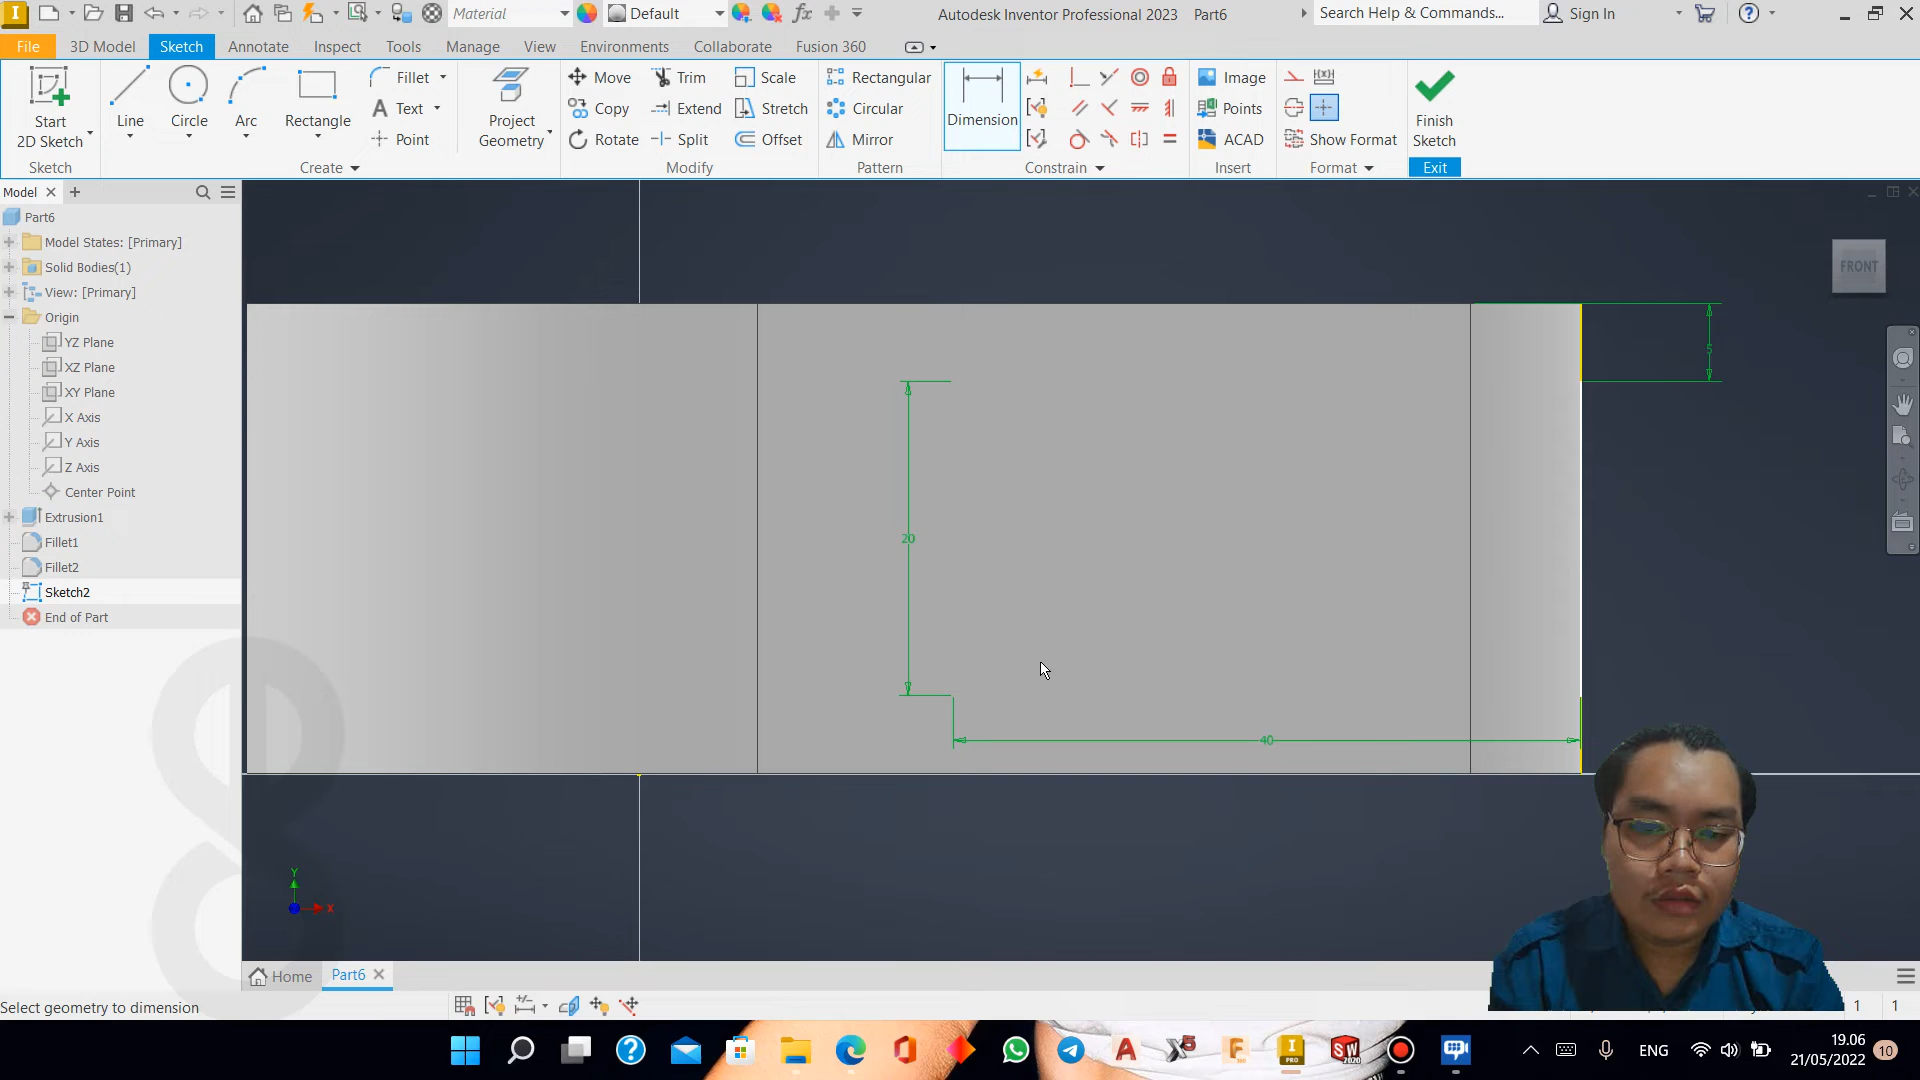 Material
Default
Autodesk Inventor Professional 2023 Part6
Search Help & Commands...
Sign In
File
3D Model
Sketch
Annotate
Inspect
Tools
Manage
View
Environments
Collaborate
Fusion 360
Start
2D Sketch
Line
Circle
Arc
Rectangle
Fillet
Text
Point
Project
Geometry
Move
Copy
Rotate
Trim
Extend
Split
Scale
Stretch
Offset
Rectangular
Circular
Mirror
Dimension
Image
Points
ACAD
Show Format
Finish
Sketch
Sketch
Create
Modify
Pattern
Constrain
Insert
Format
Exit
Model
Part6
Model States: [Primary]
Solid Bodies(1)
View: [Primary]
Origin
YZ Plane
XZ Plane
XY Plane
X Axis
Y Axis
Z Axis
Center Point
Extrusion1
Fillet1
Fillet2
Sketch2
End of Part
FRONT
5
20
40
Y
X
Home
Part6
Select geometry to dimension
1 1
ENG
19.06
21/05/2022
10